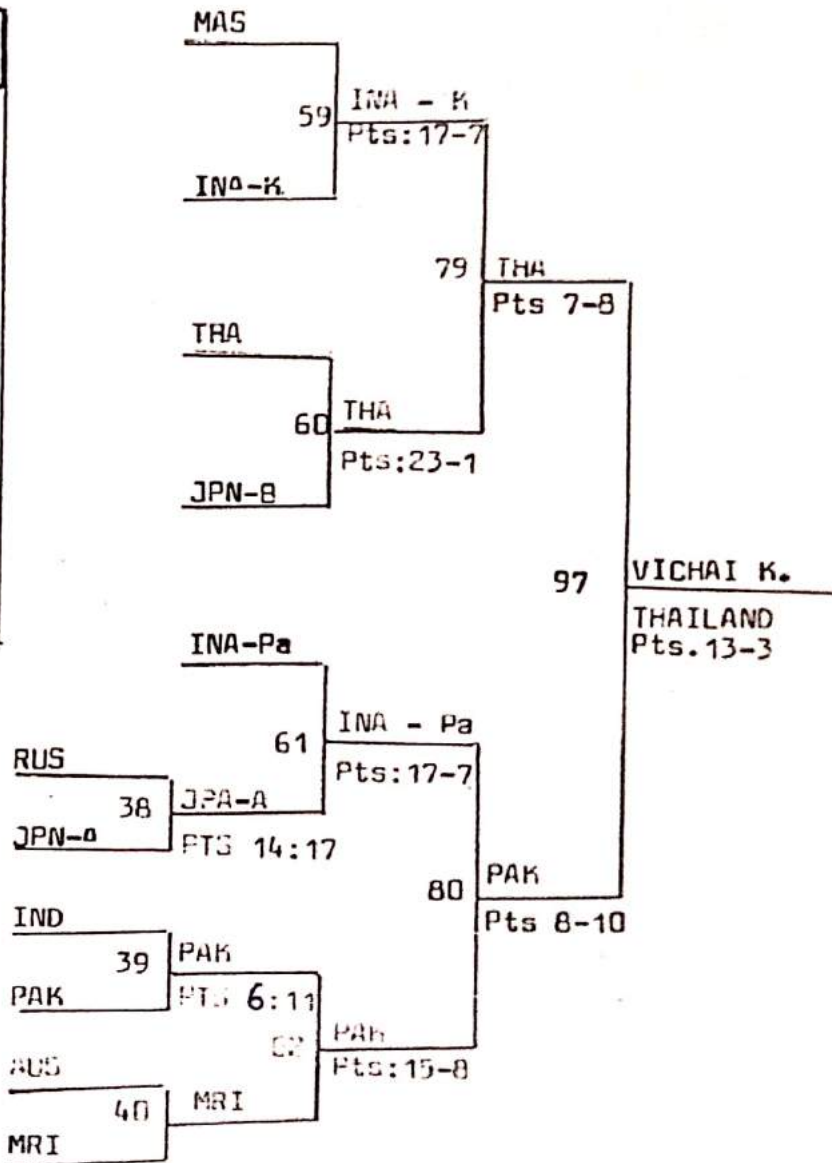 MAS
59
INA - K
Pts:17-7
INA-K
79
THA
Pts 7-8
THA
60
THA
Pts:23-1
JPN-B
97
VICHAI K.
THAILAND
Pts.13-3
INA-Pa
61
INA - Pa
Pts:17-7
RUS
38
JPA-A
JPN-A
PTS 14:17
80
PAK
Pts 8-10
IND
39
PAK
PAK
PTS 6:11
62
PAK
Pts:15-8
AUS
40
MRI
MRI